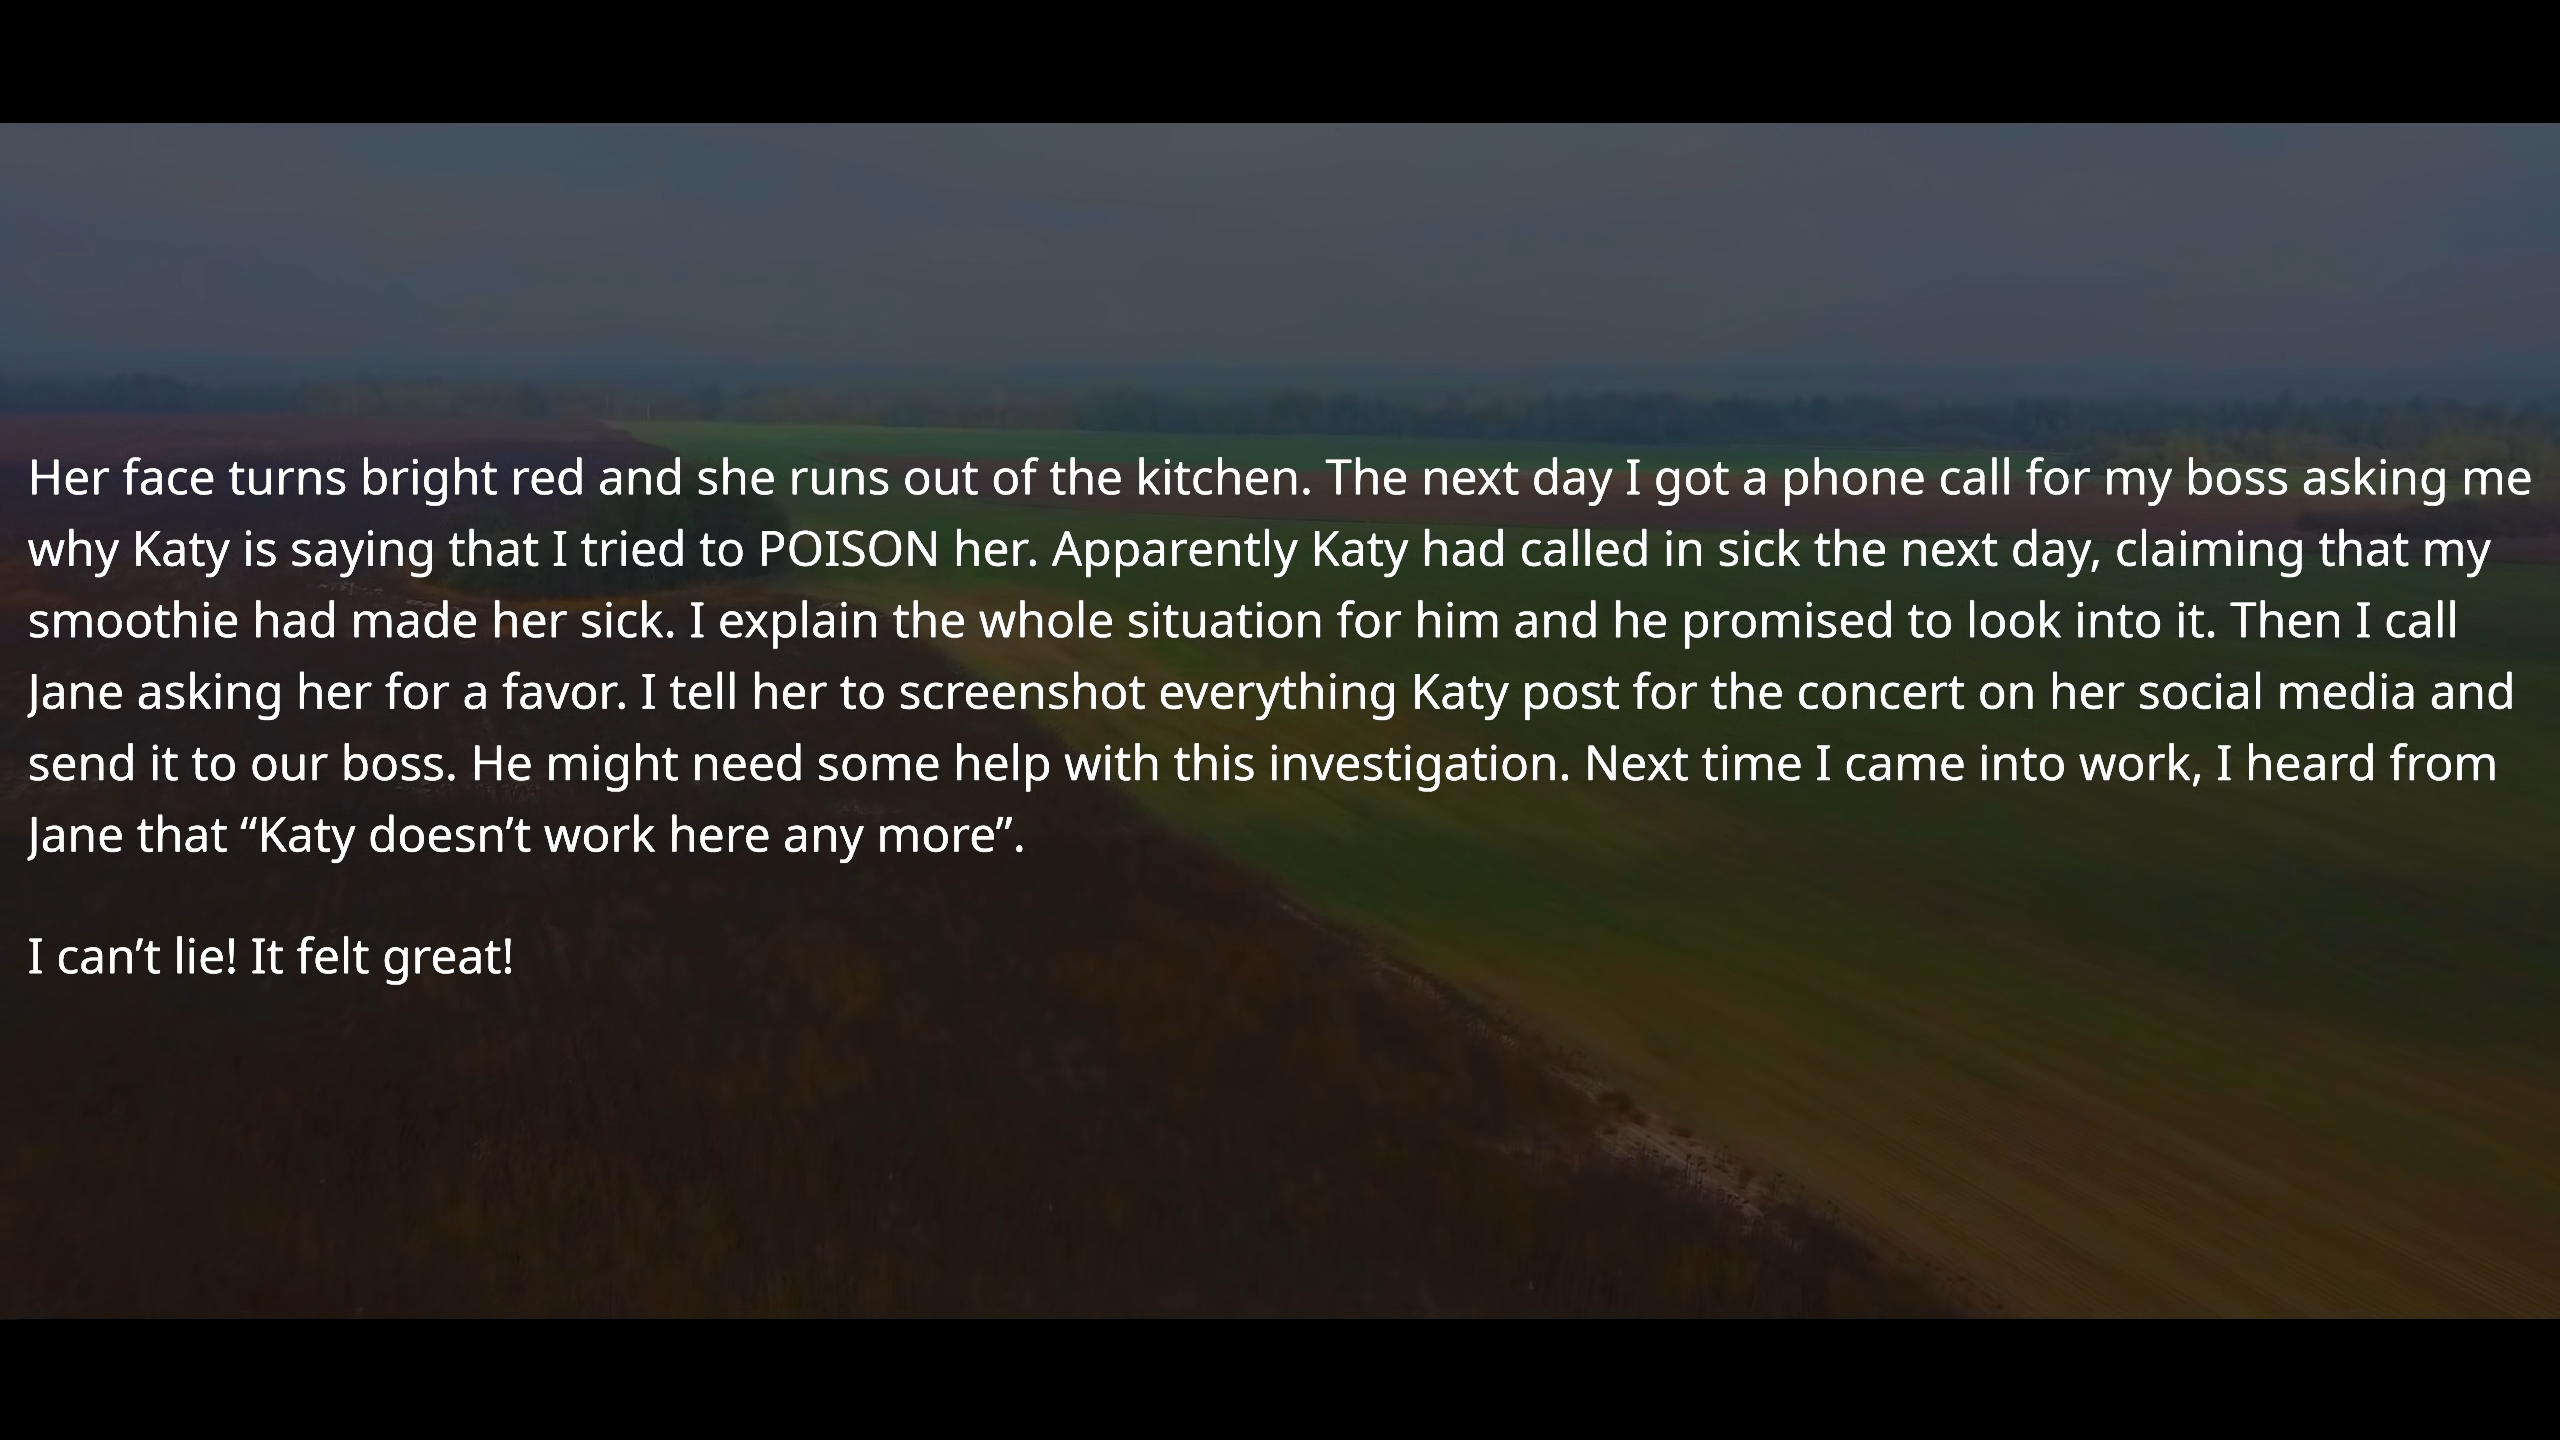 Her face turns bright red and she runs out of the kitchen. The next day I got a phone call for my boss asking me
why Katy is saying that I tried to POISON her. Apparently Katy had called in sick the next day, claiming that my
smoothie had made her sick. I explain the whole situation for him and he promised to look into it. Then I call
Jane asking her for a favor. I tell her to screenshot everything Katy post for the concert on her social media and
send it to our boss. He might need some help with this investigation. Next time I came into work, I heard from
Jane that “Katy doesn’t work here any more”.
I can’t lie! It felt great!